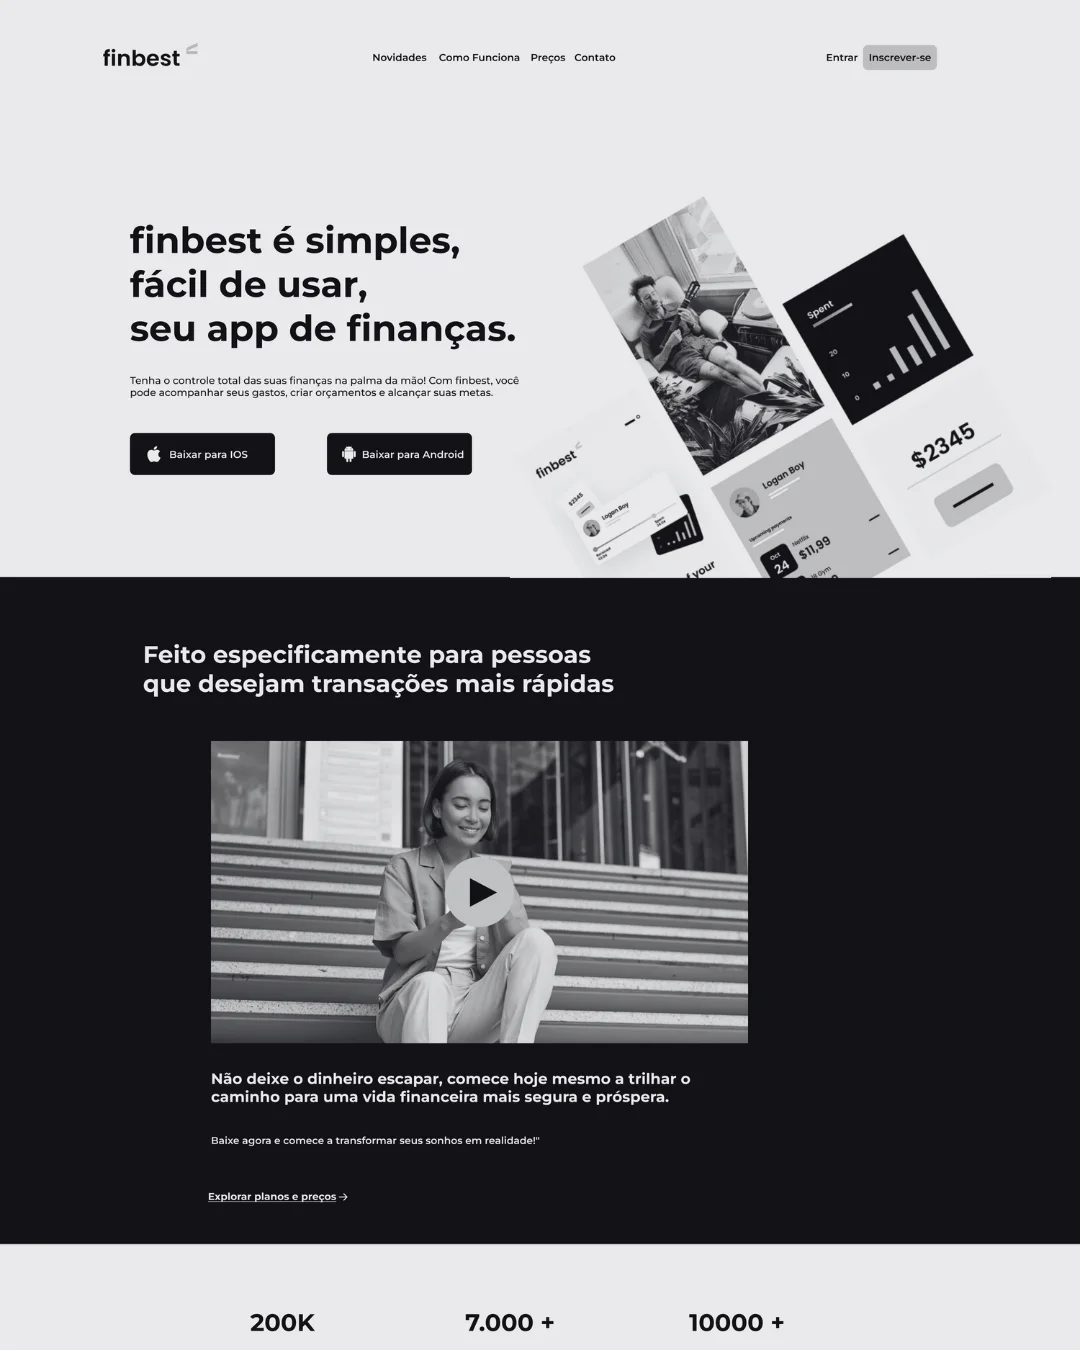 finbest
Novidades Como Funciona Preços Contato
Entrar Inscrever-se
finbest é simples,
fácil de usar,
seu app de finanças.
Tenha o controle total das suas finanças na palma da mão! Com finbest, você
pode acompanhar seus gastos, criar orçamentos e alcançar suas metas.
Baixar para IOS
Baixar para Android
Spent
20
10
0
$2345
finbest
$2345
Logan Boy
Logan Boy
Upcoming payments
Oct
24
Netflix
$11,99
Gym
f your
Feito especificamente para pessoas
que desejam transações mais rápidas
Não deixe o dinheiro escapar, comece hoje mesmo a trilhar o
caminho para uma vida financeira mais segura e próspera.
Baixe agora e comece a transformar seus sonhos em realidade!"
Explorar planos e preços
200K
7.000 +
10000 +